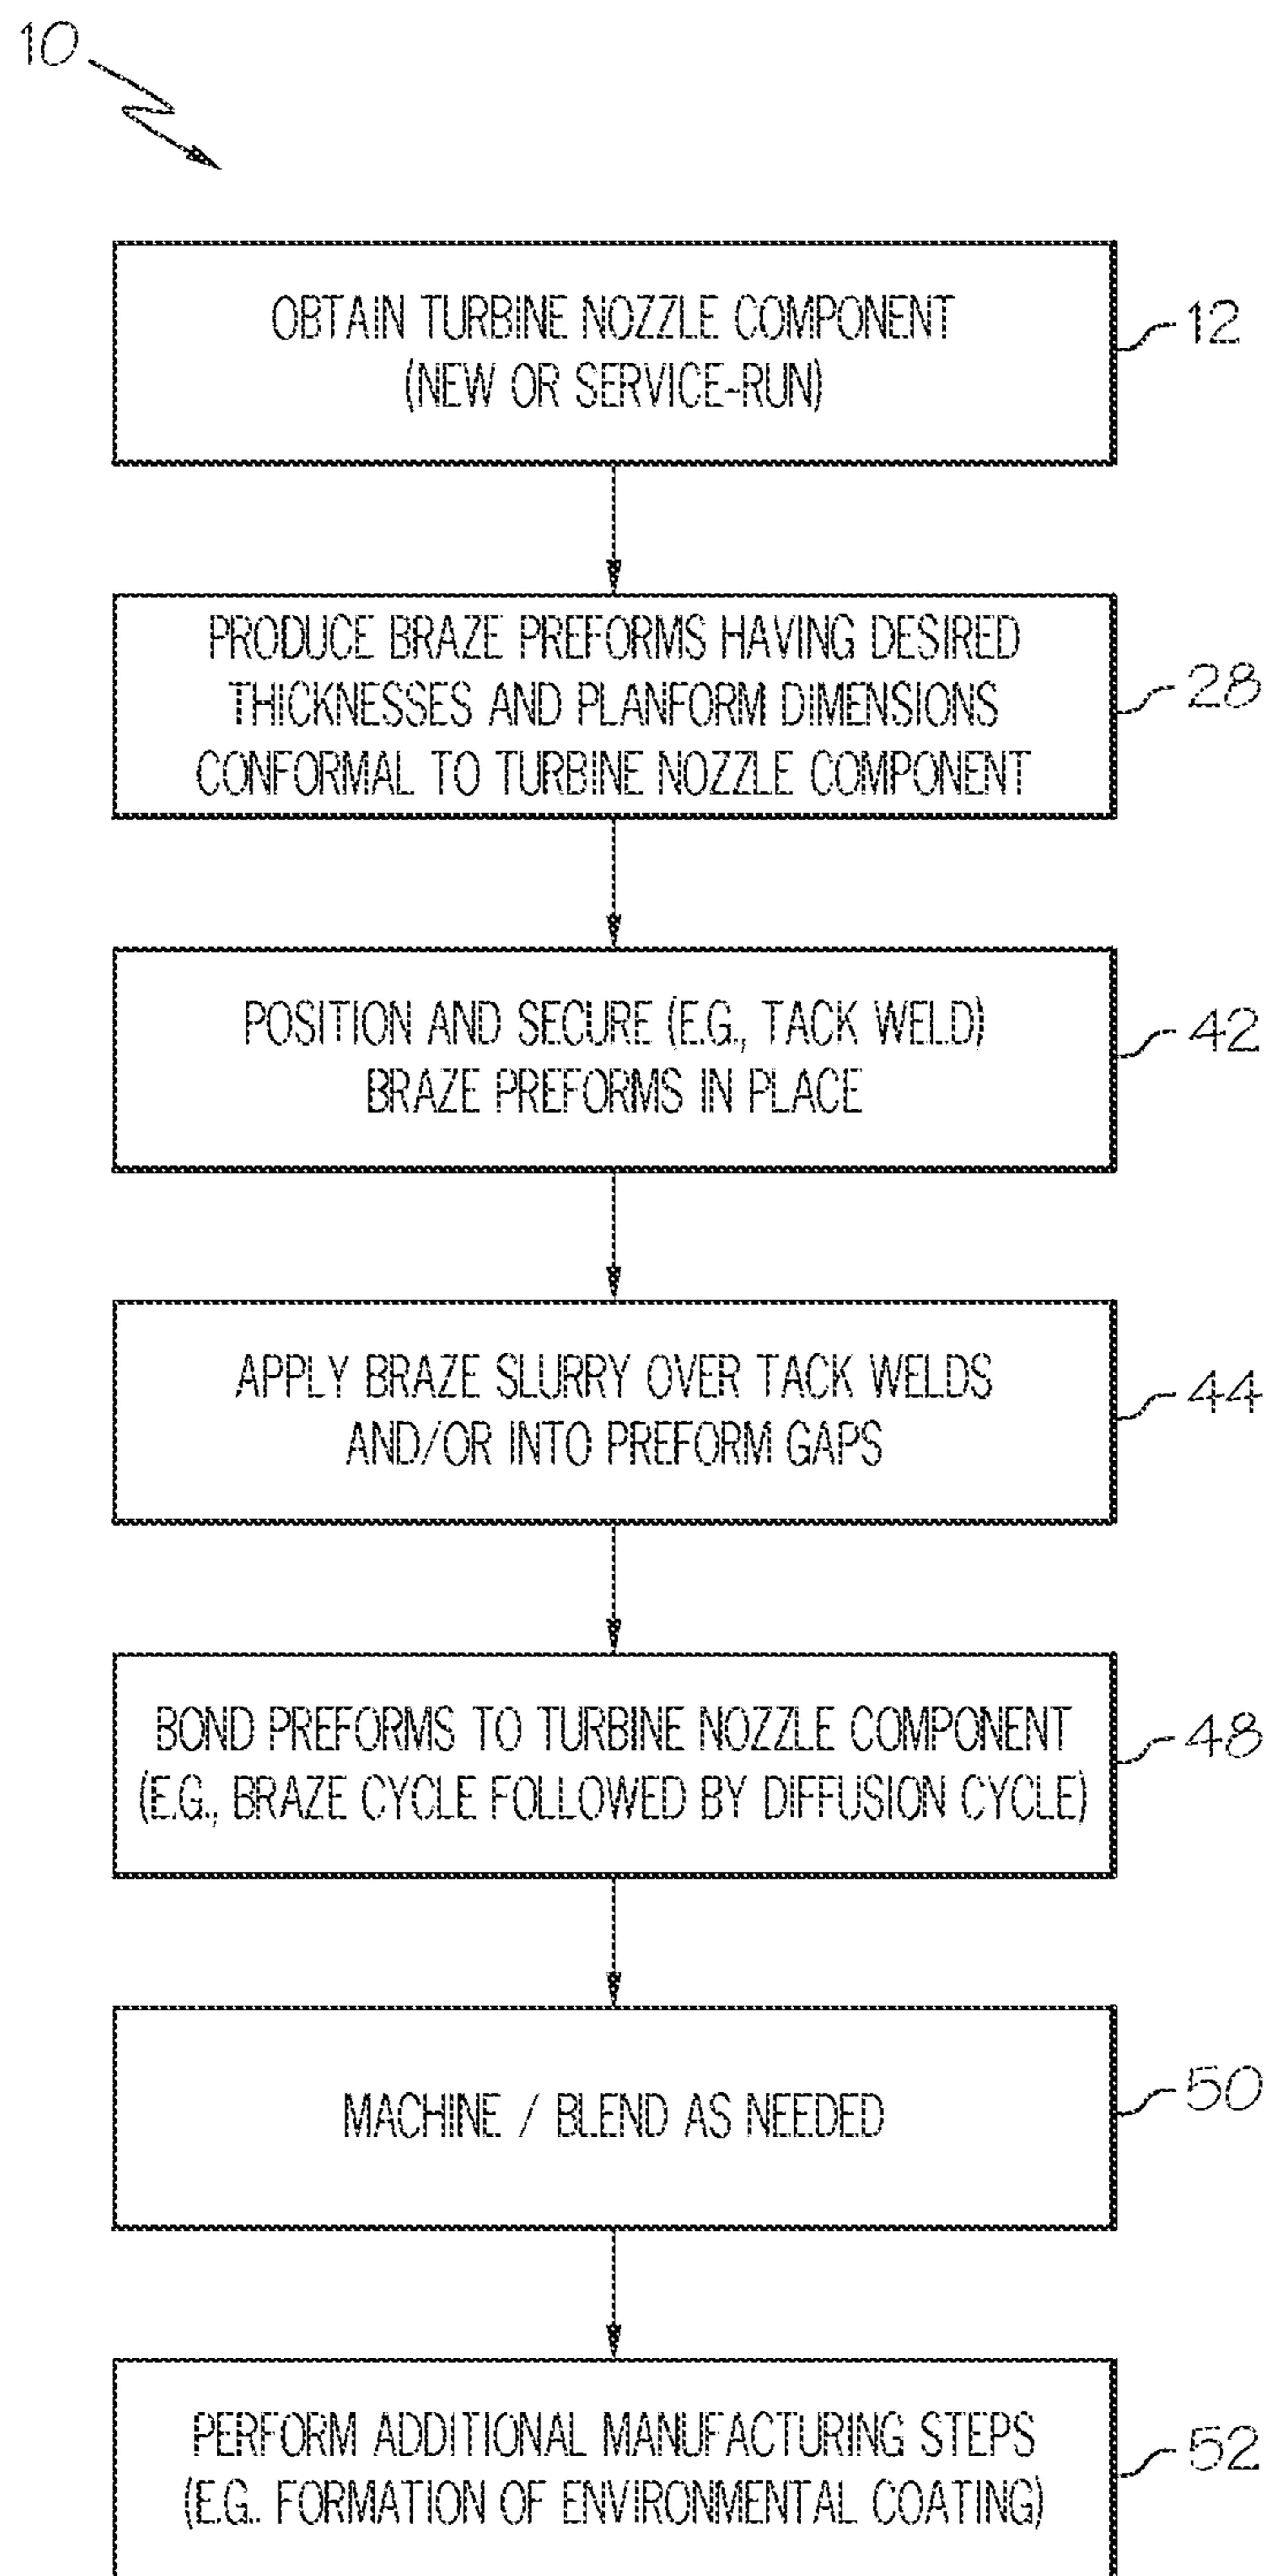 10
OBTAIN TURBINE NOZZLE COMPONENT
(NEW OR SERVICE-RUN)
12
PRODUCE BRAZE PREFORMS HAVING DESIRED
THICKNESSES AND PLANFORM DIMENSIONS
CONFORMAL TO TURBINE NOZZLE COMPONENT
28
POSITION AND SECURE (E.G., TACK WELD)
BRAZE PREFORMS IN PLACE
42
APPLY BRAZE SLURRY OVER TACK WELDS
AND/OR INTO PREFORM GAPS
44
BOND PREFORMS TO TURBINE NOZZLE COMPONENT
(E.G., BRAZE CYCLE FOLLOWED BY DIFFUSION CYCLE)
48
MACHINE / BLEND AS NEEDED
50
PERFORM ADDITIONAL MANUFACTURING STEPS
(E.G.. FORMATION OF ENVIRONMENTAL COATING)
52